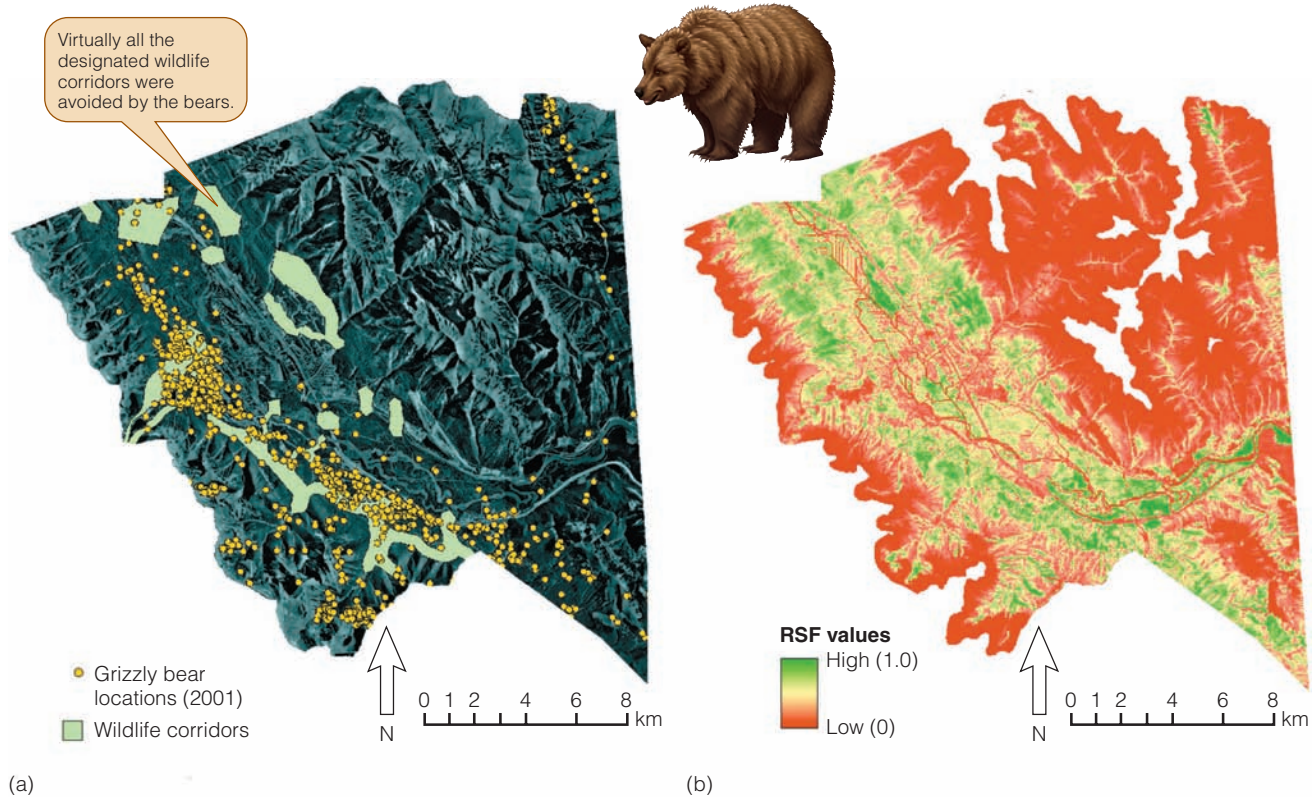 Virtually all the
designated wildlife
corridors were
avoided by the bears.
Grizzly bear
locations (2001)
Wildlife corridors
N
0 1 2 4 6 8
km
(a)
RSF values
High (1.0)
Low (0)
N
0 1 2 4 6 8
km
(b)